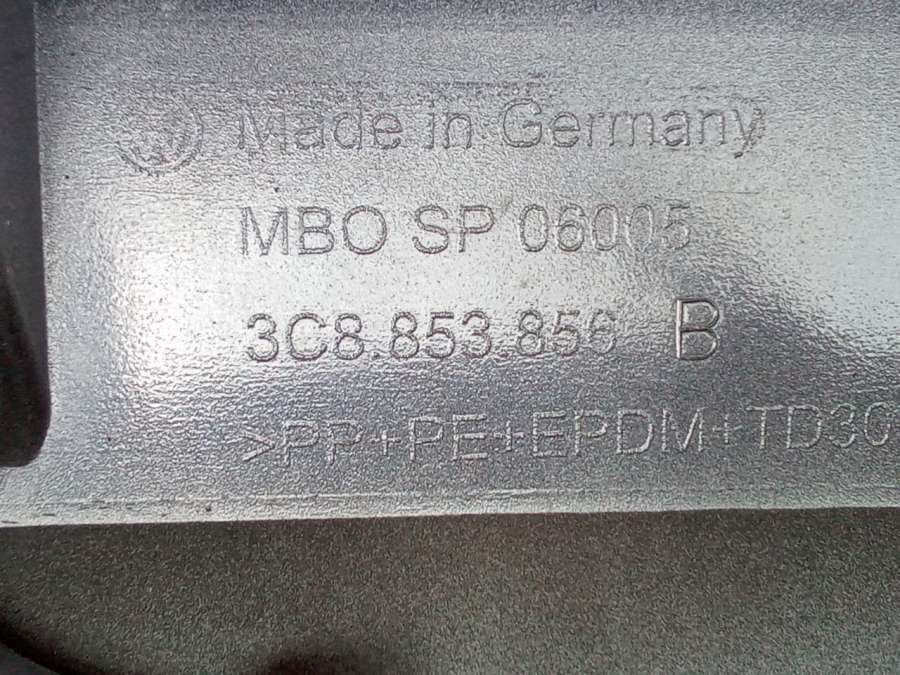 Made in Germany
MBO SP 06005
3C8.853.856 B
>PP+PE+EPDM+TD30